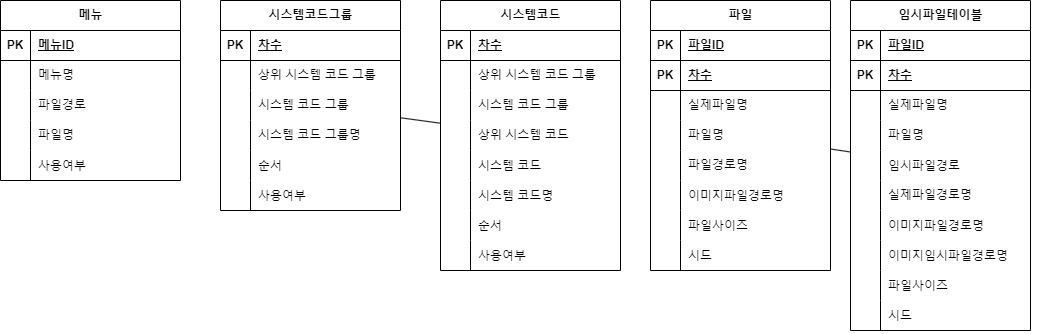 메뉴
PK 메뉴ID
메뉴명
파일경로
파일명
사용여부
시스템코드그룹
PK 차수
상위 시스템 코드 그룹
시스템 코드 그룹
시스템 코드 그룹명
순서
사용여부
시스템코드
PK 차수
상위 시스템 코드 그룹
시스템 코드 그룹
상위 시스템 코드
시스템 코드
시스템 코드명
순서
사용여부
파일
PK 파일ID
PK 차수
실제파일명
파일명
파일경로명
이미지파일경로명
파일사이즈
시드
임시파일테이블
PK 파일ID
PK 차수
실제파일명
파일명
임시파일경로
실제파일경로명
이미지파일경로명
이미지임시파일경로명
파일사이즈
시드